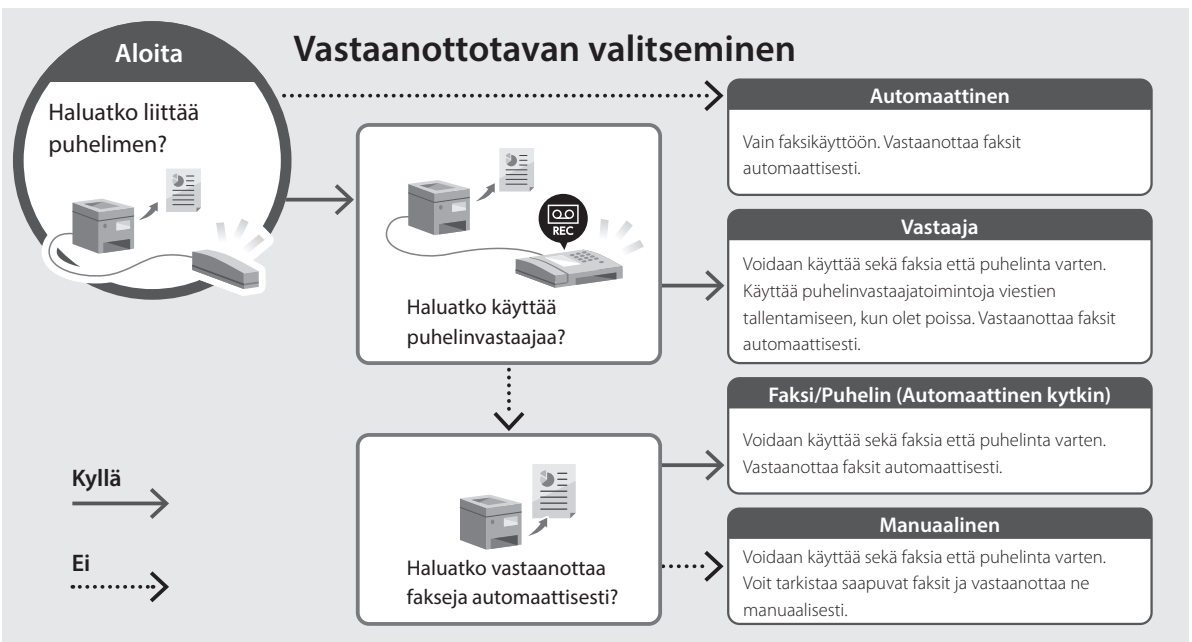 Vastaanottotavan valitseminen
Aloita
Haluatko liittää
puhelimen?
REC
Haluatko käyttää
puhelinvastaajaa?
Haluatko vastaanottaa
fakseja automaattisesti?
Automaattinen
Vain faksikäyttöön. Vastaanottaa faksit
automaattisesti.
Vastaaja
Voidaan käyttää sekä faksia että puhelinta varten.
Käyttää puhelinvastaajatoimintoja viestien
tallentamiseen, kun olet poissa. Vastaanottaa faksit
automaattisesti.
Faksi/Puhelin (Automaattinen kytkin)
Voidaan käyttää sekä faksia että puhelinta varten.
Vastaanottaa faksit automaattisesti.
Manuaalinen
Voidaan käyttää sekä faksia että puhelinta varten.
Voit tarkistaa saapuvat faksit ja vastaanottaa ne
manuaalisesti.
Kyllä
Ei